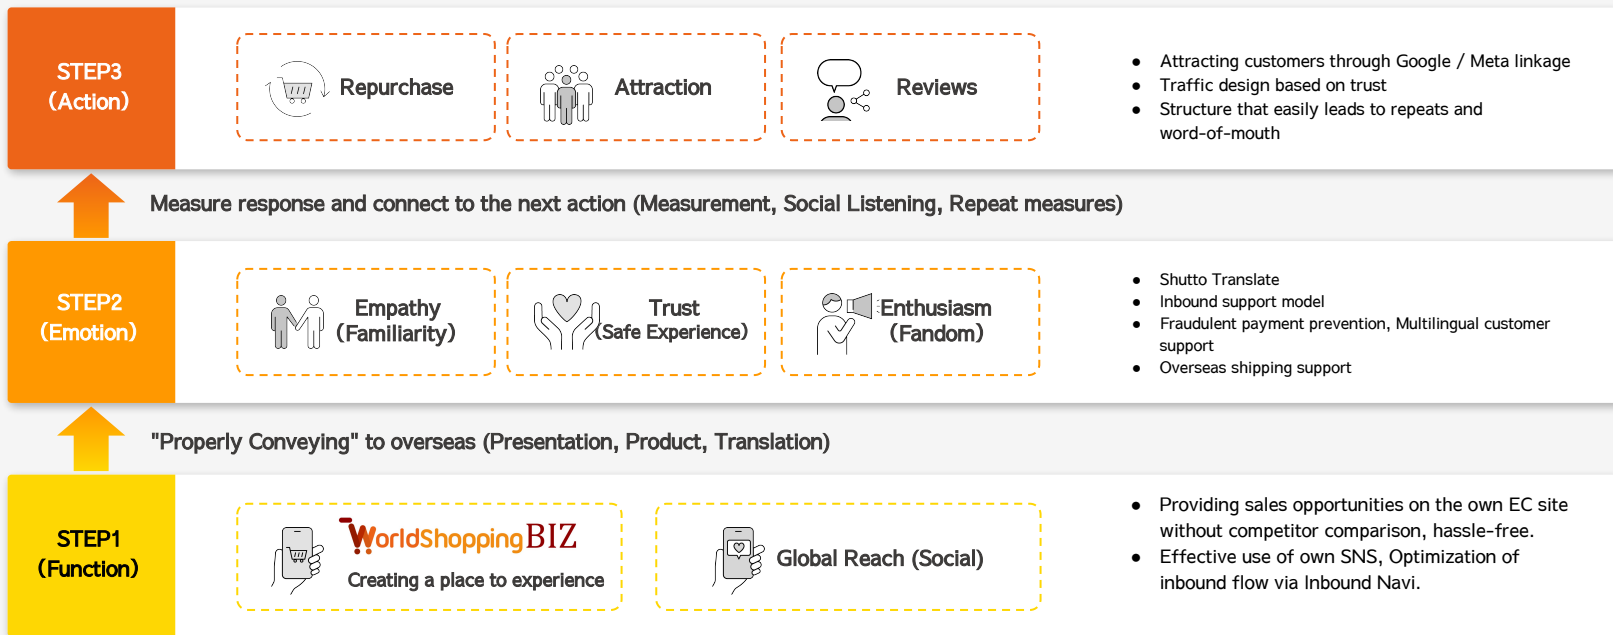 STEP3
(Action)
Repurchase
Attraction
Reviews
● Attracting customers through Google / Meta linkage
● Traffic design based on trust
● Structure that easily leads to repeats and
word-of-mouth
Measure response and connect to the next action (Measurement, Social Listening, Repeat measures)
STEP2
(Emotion)
Empathy
(Familiarity)
Trust
(Safe Experience)
Enthusiasm
(Fandom)
● Shutto Translate
● Inbound support model
● Fraudulent payment prevention, Multilingual customer
support
● Overseas shipping support
"Properly Conveying" to overseas (Presentation, Product, Translation)
STEP1
(Function)
WorldShopping BIZ
Creating a place to experience
Global Reach (Social)
● Providing sales opportunities on the own EC site
without competitor comparison, hassle-free.
● Effective use of own SNS, Optimization of
inbound flow via Inbound Navi.